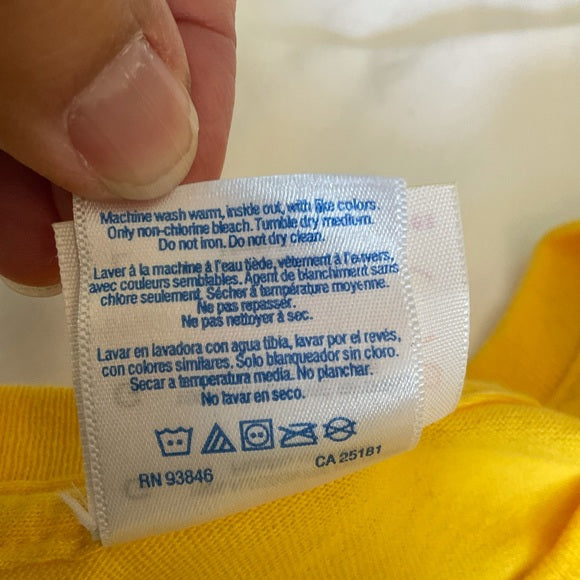 Machine wash warm, inside out, with like colors.
Only non-chlorine bleach. Tumble dry medium.
Do not iron. Do not dry clean.
Laver à la machine à l'eau tiède, vêtement à l'envers,
avec couleurs semblables. Agent de blanchiment sans
chlore seulement. Sécher à température moyenne.
Ne pas repasser.
Ne pas nettoyer à sec.
Lavar en lavadora con agua tibia, lavar por el revés,
con colores similares. Solo blanqueador sin cloro.
Secar a temperatura media. No planchar.
No lavar en seco.
RN 93846
CA 25181